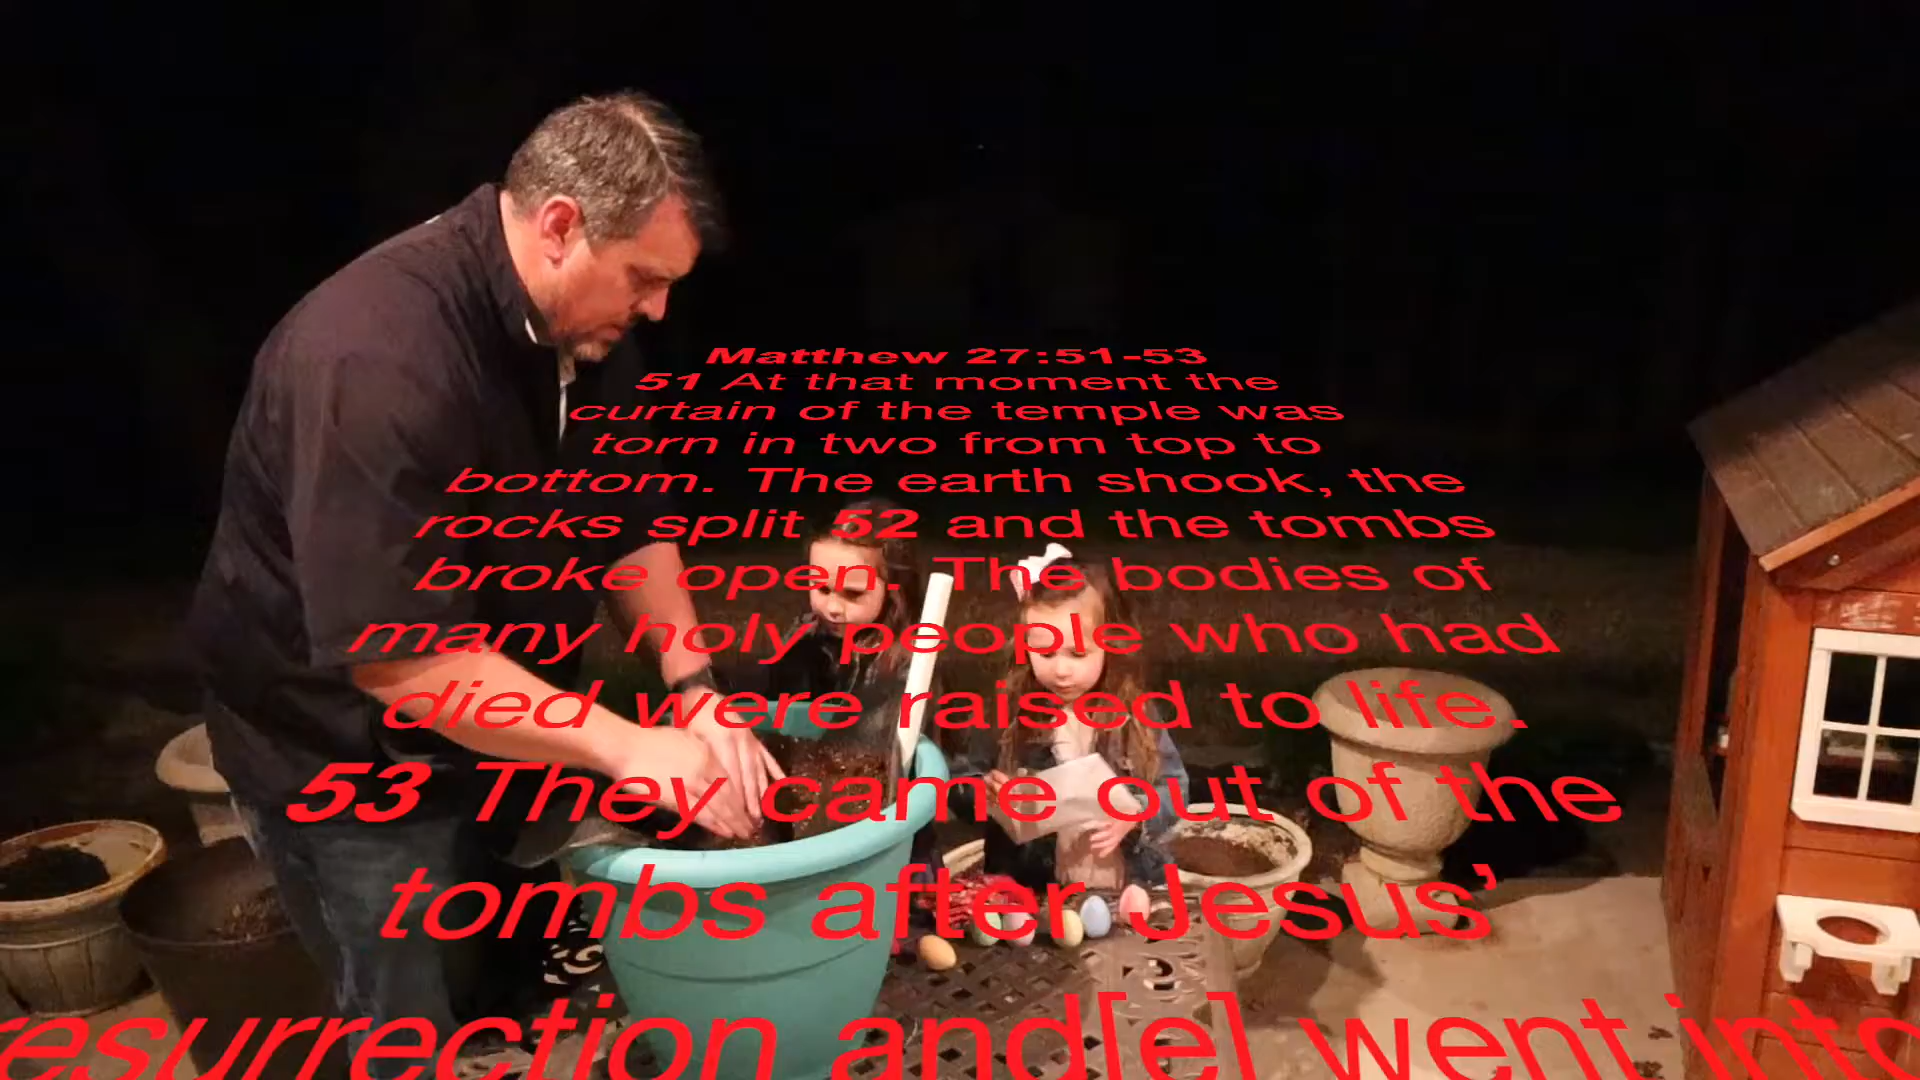 Matthew 27:51-53
51 At that moment the
curtain of the temple was
torn in two from top to
bottom. The earth shook, the
rocks split 52 and the tombs
broke open. The bodies of
many holy people who had
died were raised to life.
53 They came out of the
tombs after Jesus’
resurrection and[e] went into